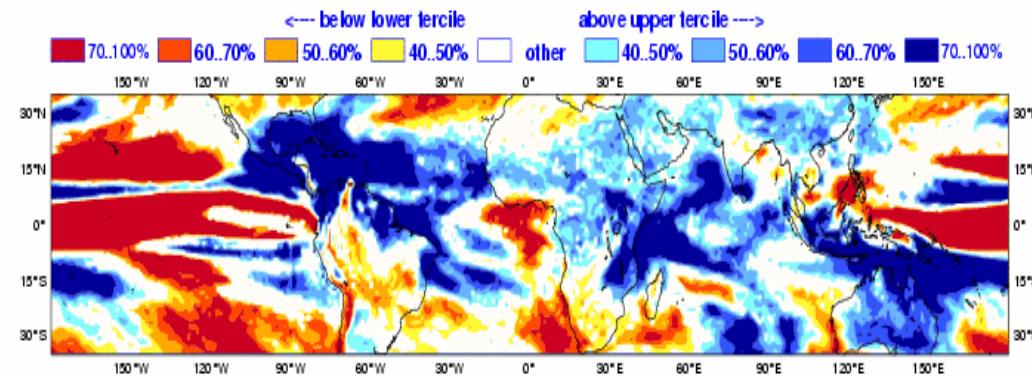 <---- below lower tercile above upper tercile ---->
70..100% 60..70% 50..60% 40..50% other 40..50% 50..60% 60..70% 70..100%
150°W 120°W 90°W 60°W 30°W 0° 30°E 60°E 90°E 120°E 150°E
30°N 30°N
15°N 15°N
0° 0°
15°S 15°S
30°S 30°S
150°W 120°W 90°W 60°W 30°W 0° 30°E 60°E 90°E 120°E 150°E